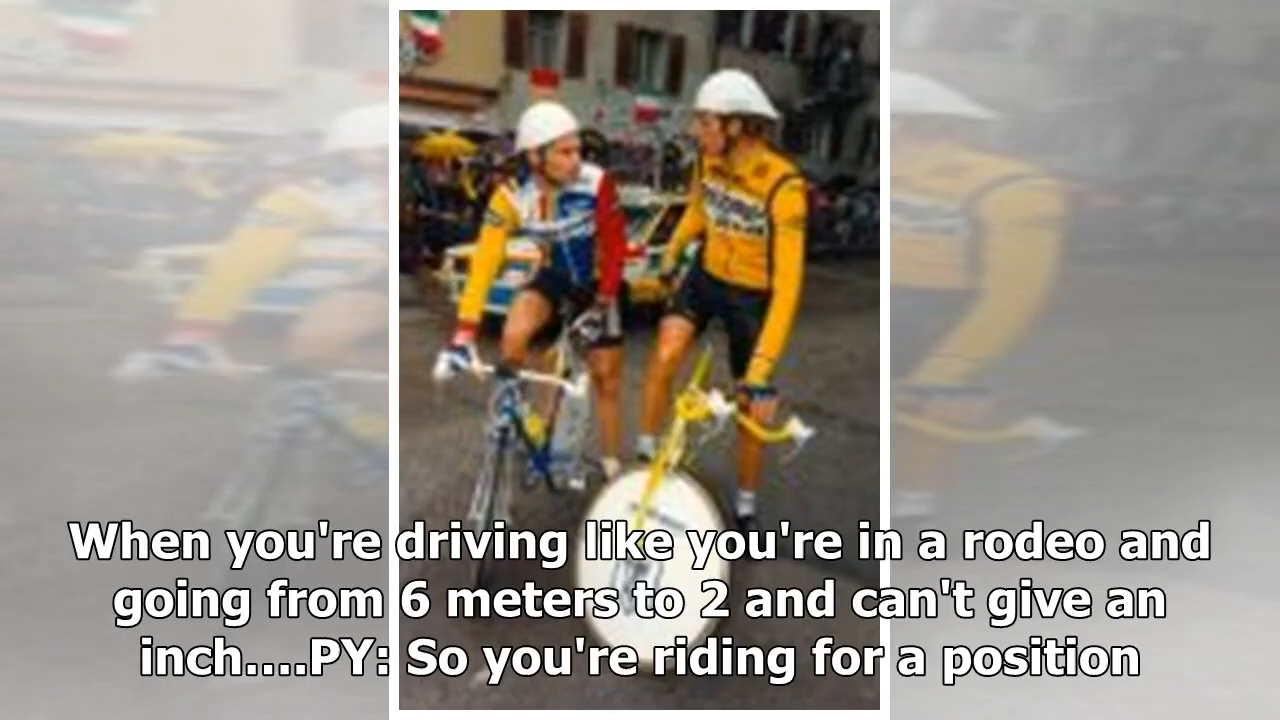 When you're driving like you're in a rodeo and
going from 6 meters to 2 and can't give an
inch....PY: So you're riding for a position